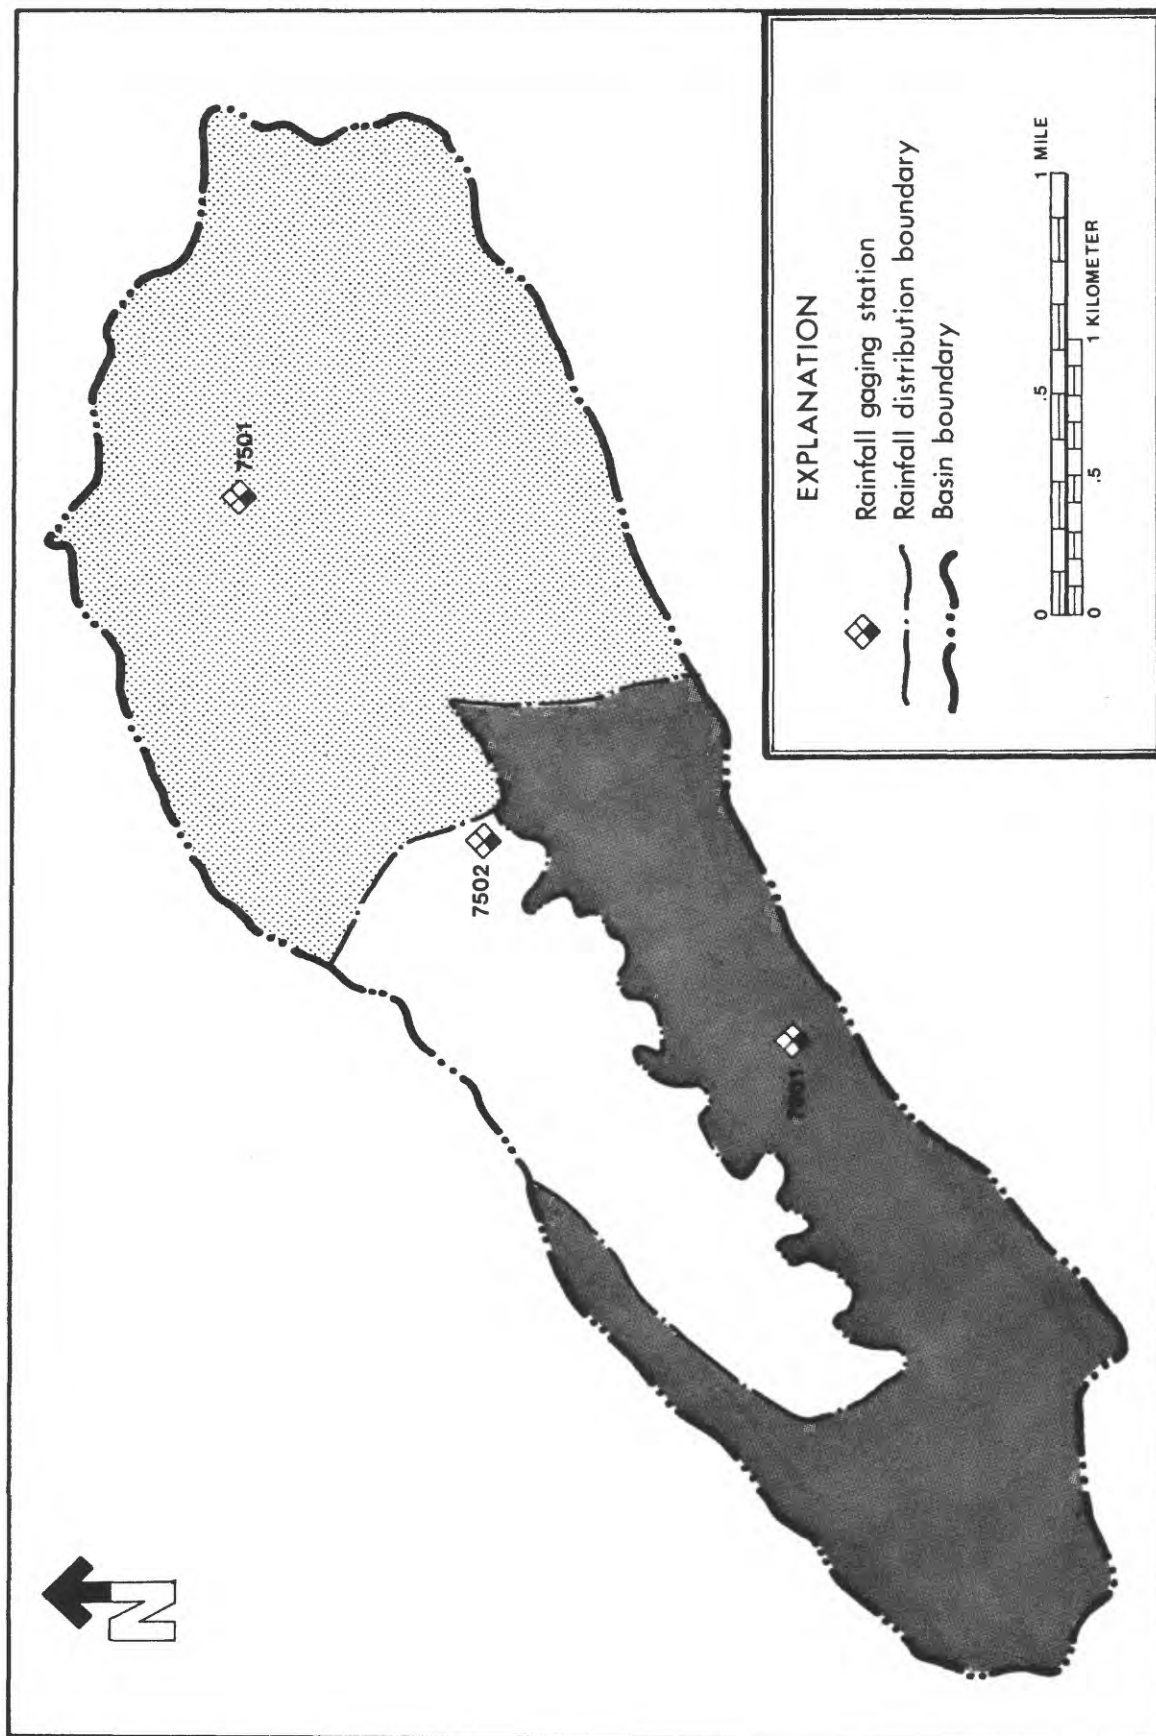 N
7501
7502
EXPLANATION
Rainfall gaging station
Rainfall distribution boundary
Basin boundary
0 .5 1 MILE
0 .5 1 KILOMETER